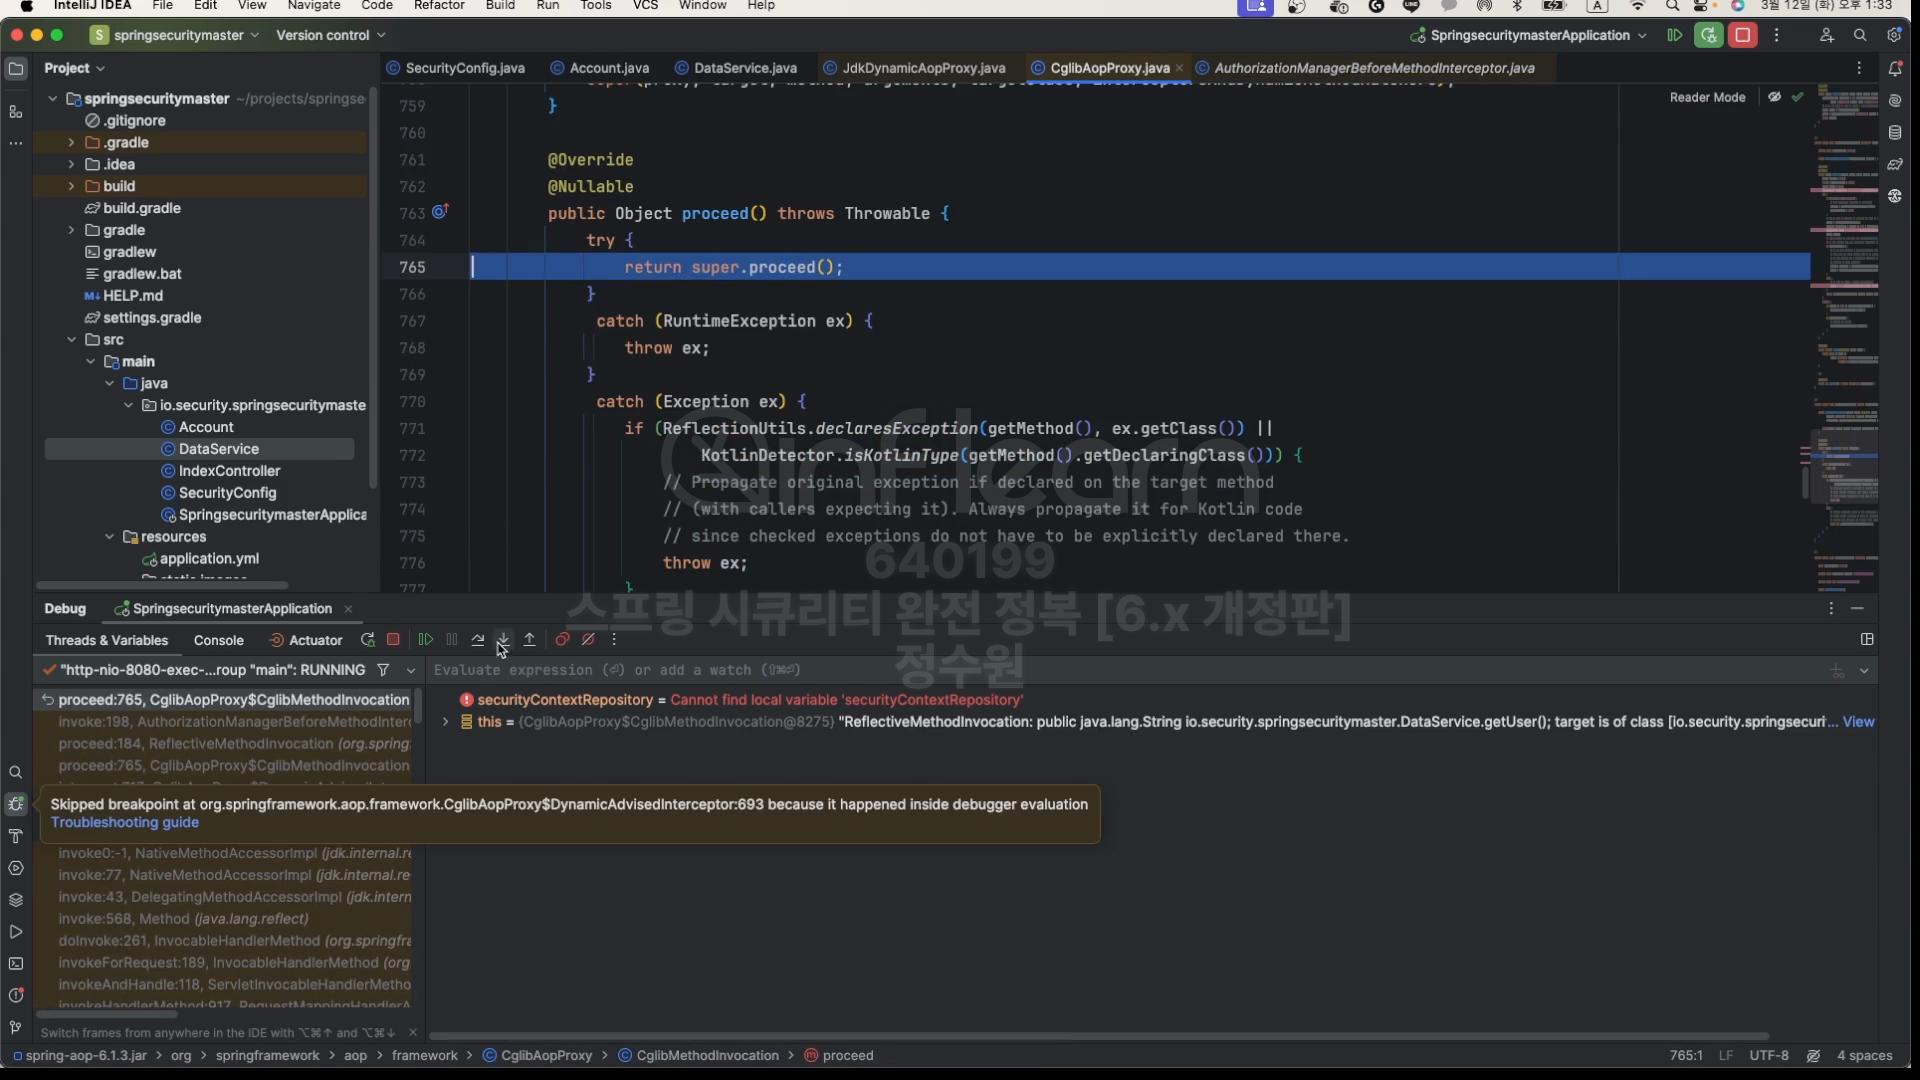 IntelliJ IDEA File Edit View Navigate Code Refactor Build Run Tools VCS Window Help A 3월 12일 (화) 오후 1:33
S springsecuritymaster Version control SpringsecuritymasterApplication
Project SecurityConfig.java Account.java DataService.java JdkDynamicAopProxy.java CglibAopProxy.java AuthorizationManagerBeforeMethodInterceptor.java
Reader Mode
springsecuritymaster ~/projects/springse
.gitignore
.gradle
.idea
build
build.gradle
gradle
gradlew
gradlew.bat
M↓ HELP.md
settings.gradle
src
main
java
io.security.springsecuritymaste
Account
DataService
IndexController
SecurityConfig
SpringsecuritymasterApplica
resources
application.yml
759 }
760
761 @Override
762 @Nullable
763 public Object proceed() throws Throwable {
764 try {
765 return super.proceed();
766 }
767 catch (RuntimeException ex) {
768 throw ex;
769 }
770 catch (Exception ex) {
771 if (ReflectionUtils.declaresException(getMethod(), ex.getClass()) ||
772 KotlinDetector.isKotlinType(getMethod().getDeclaringClass())) {
773 // Propagate original exception if declared on the target method
774 // (with callers expecting it). Always propagate it for Kotlin code
775 // since checked exceptions do not have to be explicitly declared there.
776 throw ex;
777 }
inflearn
640199
스프링 시큐리티 완전 정복 [6.x 개정판]
정수원
Debug SpringsecuritymasterApplication
Threads & Variables Console Actuator
"http-nio-8080-exec-...roup "main": RUNNING
Evaluate expression (⏎) or add a watch (⇧⌘⏎)
proceed:765, CglibAopProxy$CglibMethodInvocation
invoke:198, AuthorizationManagerBeforeMethodInterc
proceed:184, ReflectiveMethodInvocation (org.spring
proceed:765, CglibAopProxy$CglibMethodInvocation
securityContextRepository = Cannot find local variable 'securityContextRepository'
this = {CglibAopProxy$CglibMethodInvocation@8275} "ReflectiveMethodInvocation: public java.lang.String io.security.springsecuritymaster.DataService.getUser(); target is of class [io.security.springsecuri... View
Skipped breakpoint at org.springframework.aop.framework.CglibAopProxy$DynamicAdvisedInterceptor:693 because it happened inside debugger evaluation
Troubleshooting guide
invoke0:-1, NativeMethodAccessorImpl (jdk.internal.re
invoke:77, NativeMethodAccessorImpl (jdk.internal.re
invoke:43, DelegatingMethodAccessorImpl (jdk.intern
invoke:568, Method (java.lang.reflect)
doInvoke:261, InvocableHandlerMethod (org.springfra
invokeForRequest:189, InvocableHandlerMethod (org
invokeAndHandle:118, ServletInvocableHandlerMetho
invokeHandlerMethod:917, RequestMappingHandlerA
Switch frames from anywhere in the IDE with ⌥⌘↑ and ⌥⌘↓
spring-aop-6.1.3.jar > org > springframework > aop > framework > CglibAopProxy > CglibMethodInvocation > proceed
765:1 LF UTF-8 4 spaces